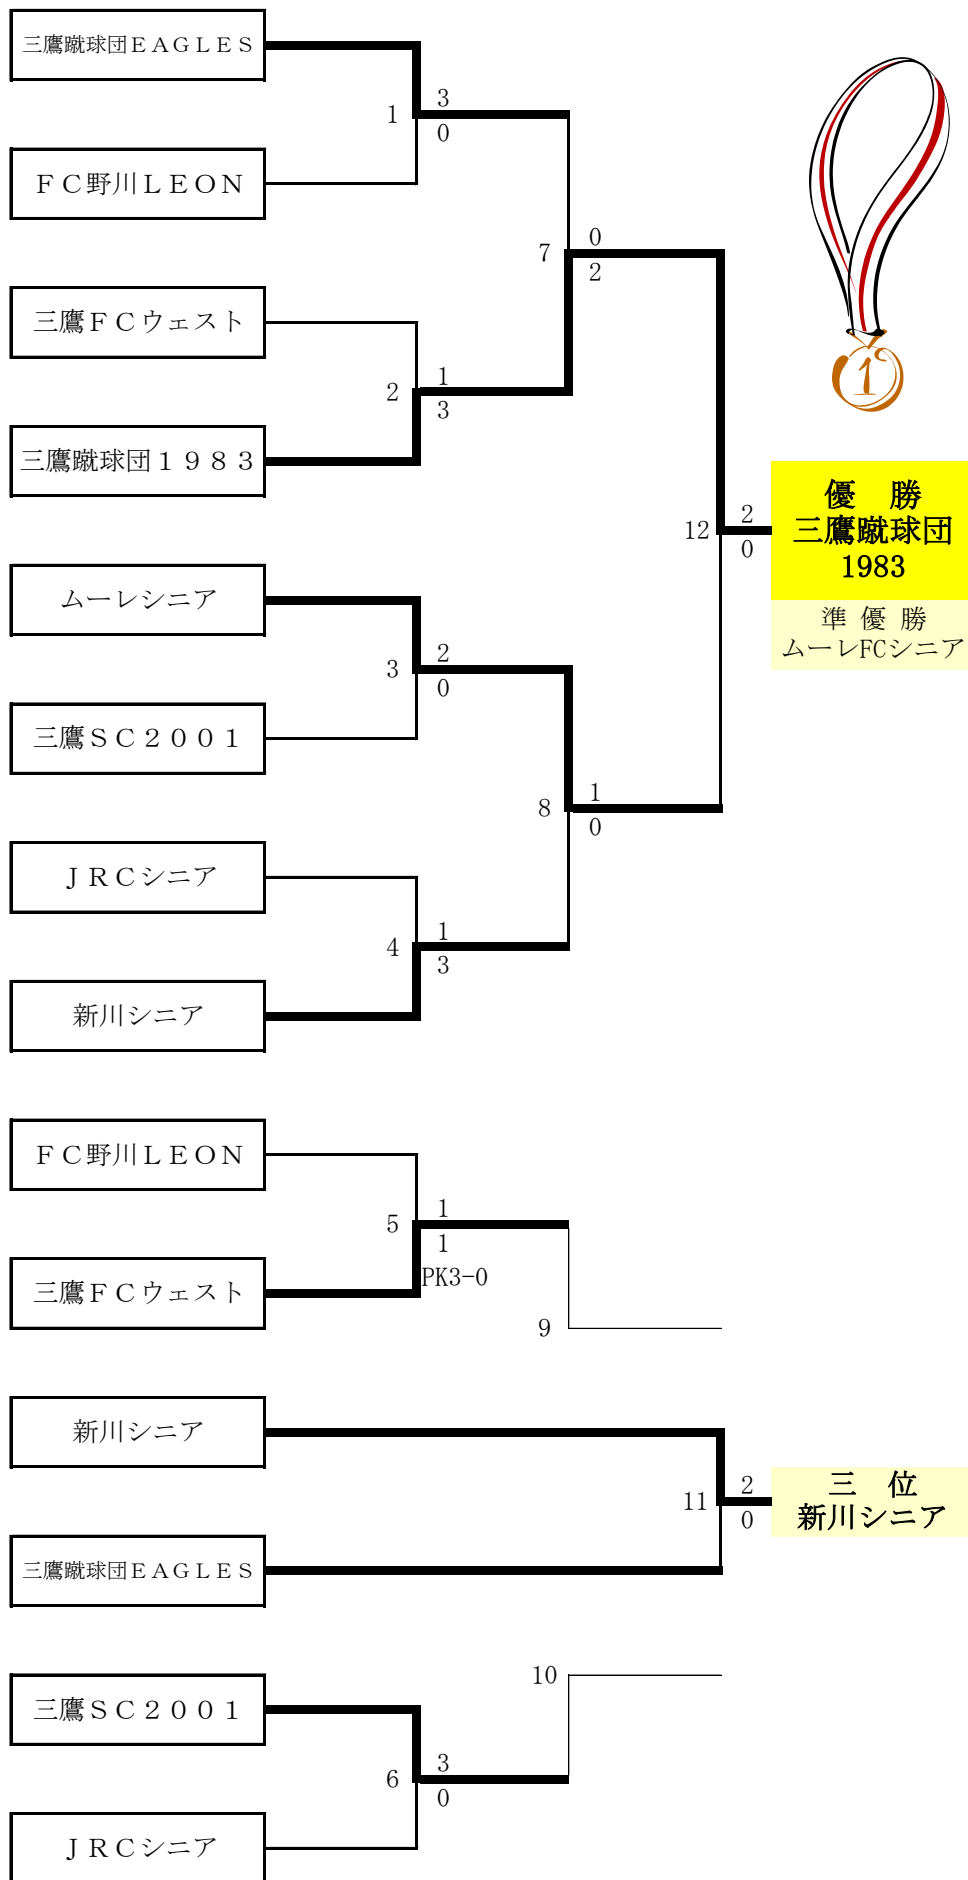 三鷹蹴球団ＥＡＧＬＥＳ
3
1
0
ＦＣ野川ＬＥＯＮ
0
7
2
三鷹ＦＣウェスト
1
2
3
三鷹蹴球団１９８３
1
優　勝
2
12
三鷹蹴球団
0
1983
ムーレシニア
準 優 勝
ムーレFCシニア
2
3
0
三鷹ＳＣ２００１
1
8
0
ＪＲＣシニア
1
4
3
新川シニア
ＦＣ野川ＬＥＯＮ
1
5
1
PK3-0
三鷹ＦＣウェスト
9
新川シニア
三　位
2
11
新川シニア
0
三鷹蹴球団ＥＡＧＬＥＳ
10
三鷹ＳＣ２００１
3
6
0
ＪＲＣシニア